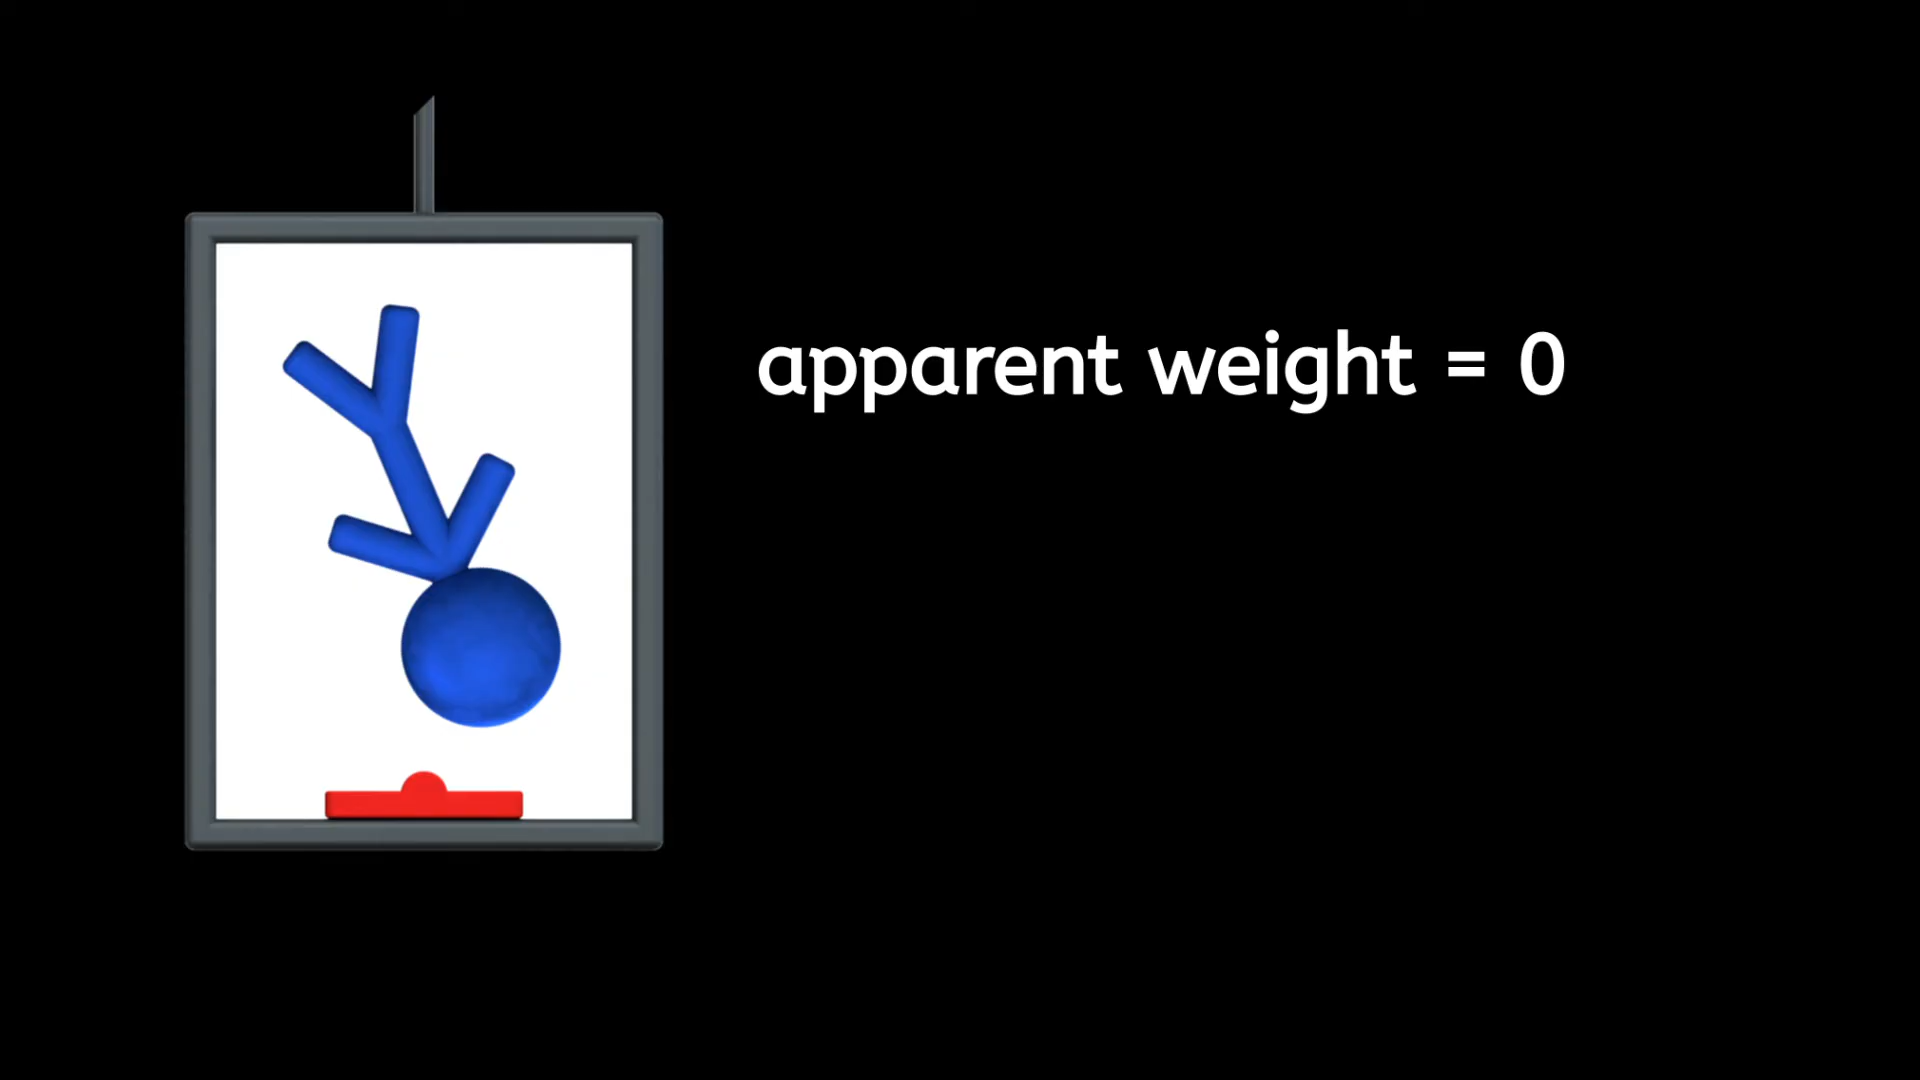 apparent weight = 0